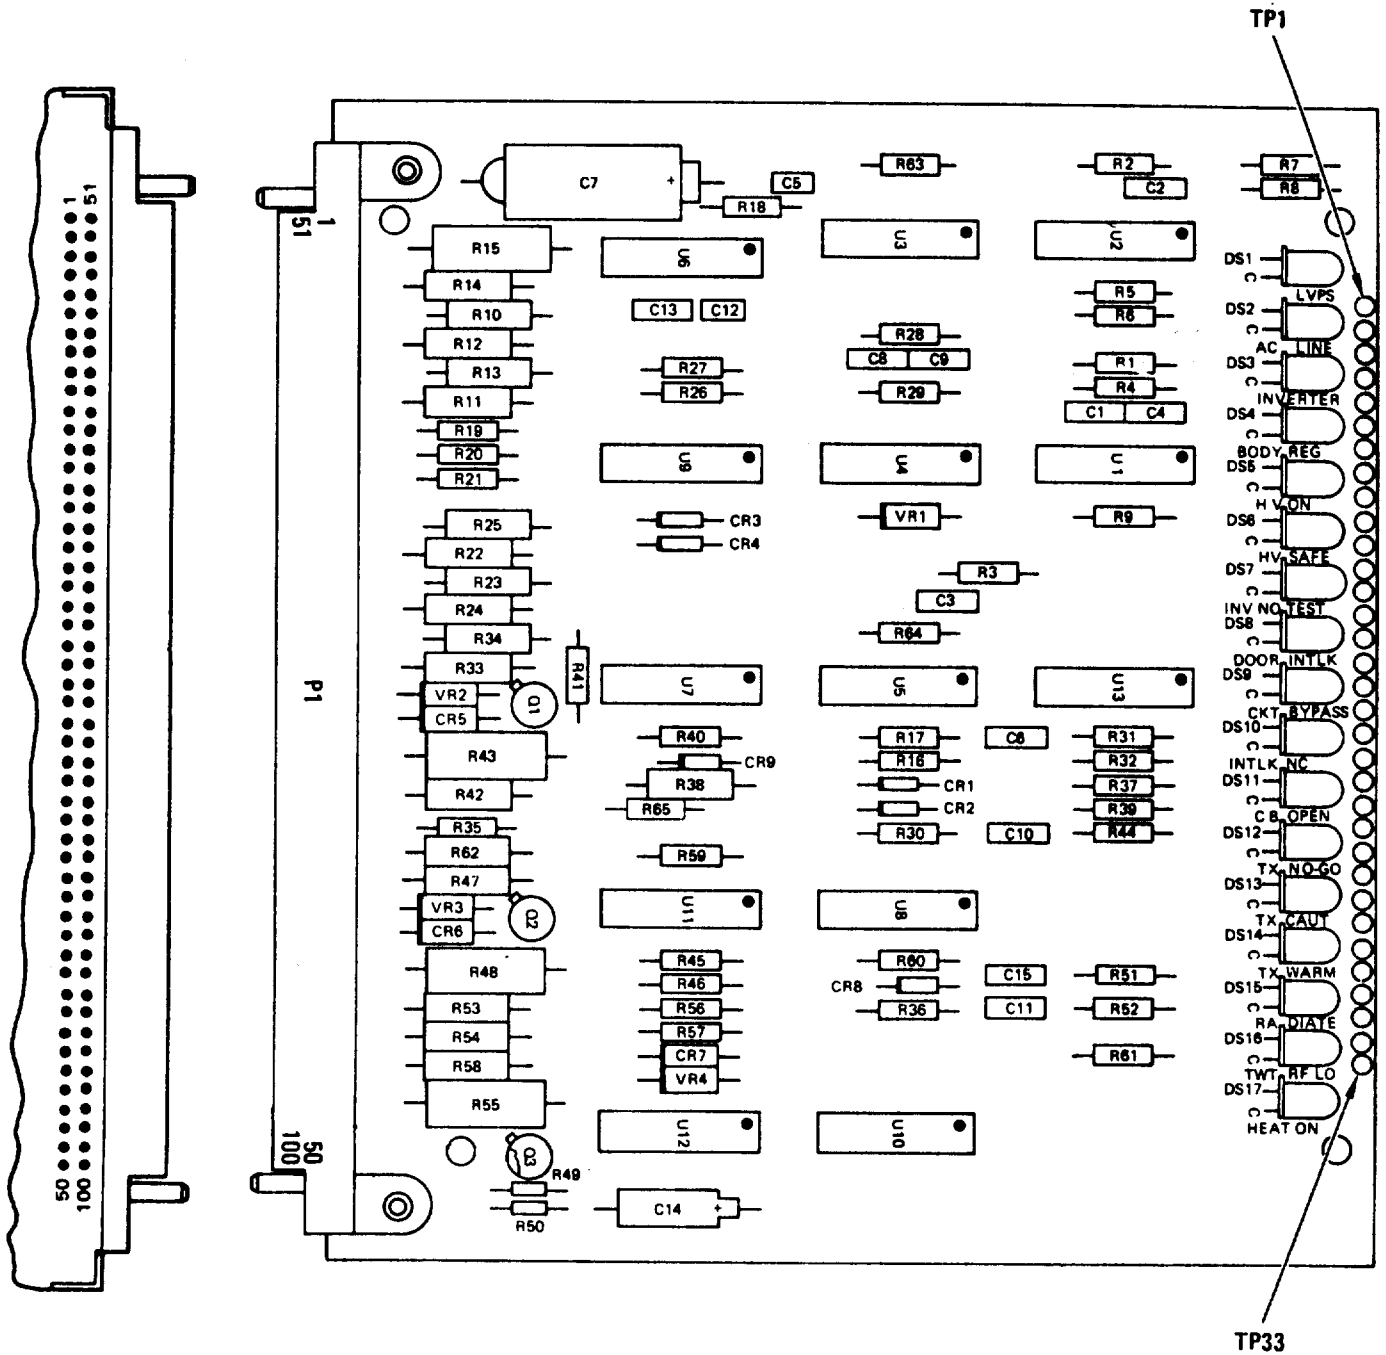 TP1
1
51
1
51
C7 +
C5
R18
R63
R2
C2
R7
R8
R15
R14
R10
R12
R13
R11
R19
R20
R21
U6
C13 C12
R27
R26
U3
R28
C8 C9
R29
U2
R5
R6
R1
R4
C1 C4
U9
U4
U1
R25
R22
R23
R24
R34
R33
CR3
CR4
VR1
R9
R3
C3
R64
R41
VR2
CR5
Q1
U7
U5
U13
P1
R43
R42
R40
CR9
R38
R65
R17
R16
CR1
CR2
R30
C6
C10
R31
R32
R37
R39
R44
R35
R62
R47
VR3
CR6
Q2
R59
U11
U8
R48
R53
R54
R58
R55
R45
R46
R56
R57
CR7
VR4
R60
CR8
R36
C15
C11
R51
R52
R61
U12
U10
Q3
R49
R50
C14 +
DS1
C
LVPS
DS2
C
AC LINE
DS3
C
INVERTER
DS4
C
BODY REG
DS5
C
HV ON
DS6
C
HV SAFE
DS7
C
INV NO TEST
DS8
C
DOOR INTLK
DS9
C
CKT BYPASS
DS10
C
INTLK NC
DS11
C
CB OPEN
DS12
C
TX NO-GO
DS13
C
TX CAUT
DS14
C
TX WARM
DS15
C
RA DIATE
DS16
C
TWT RF LO
DS17
C
HEAT ON
50
100
50
100
TP33